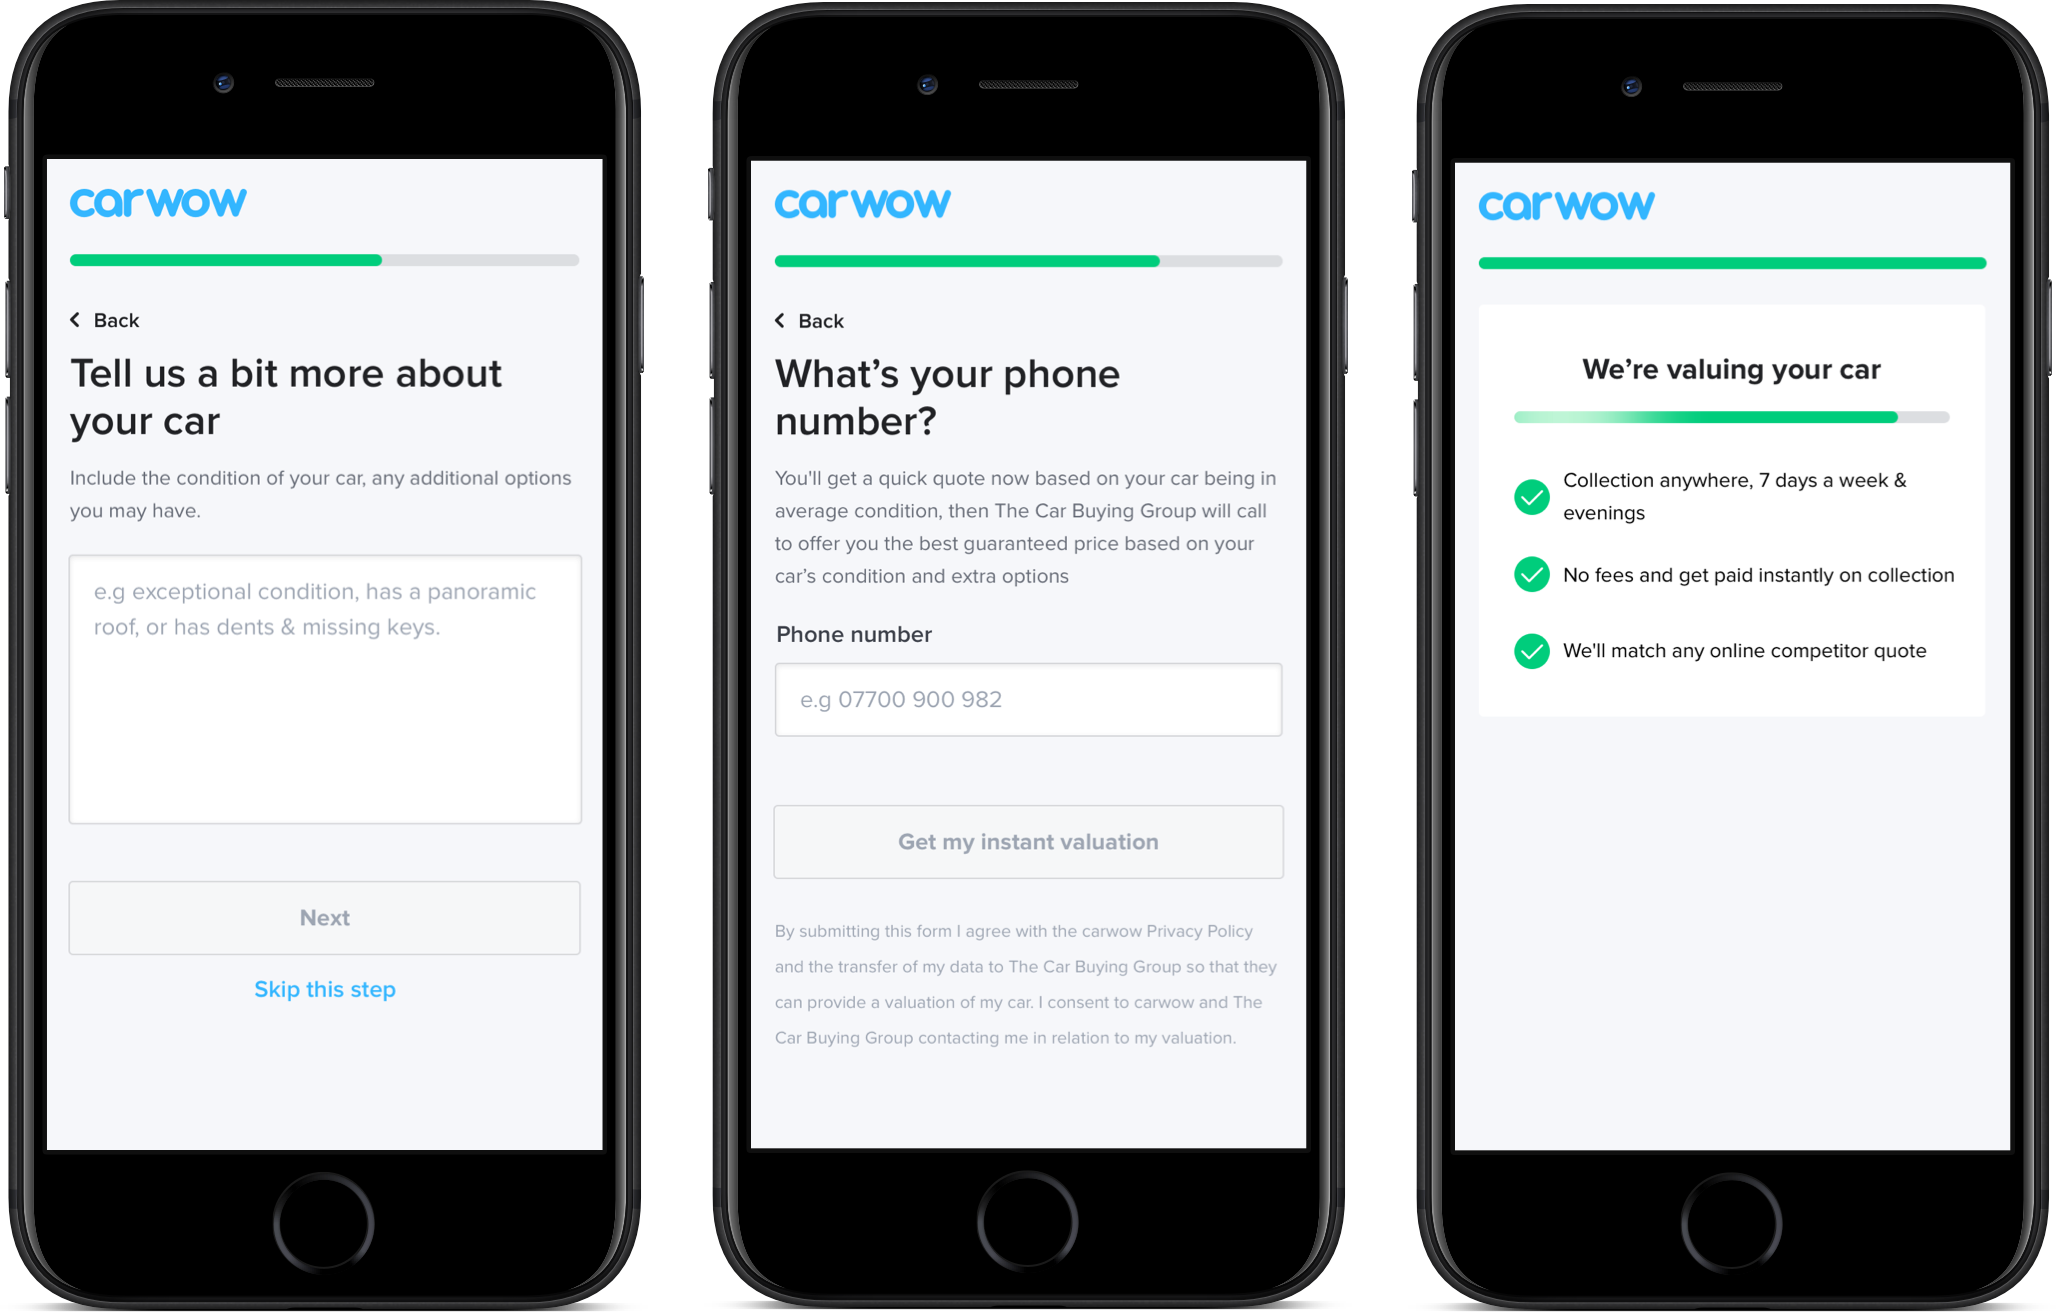 carwow
Back
Tell us a bit more about
your car
Include the condition of your car, any additional options
you may have.
e.g exceptional condition, has a panoramic
roof, or has dents & missing keys.
Next
Skip this step
carwow
Back
What’s your phone
number?
You'll get a quick quote now based on your car being in
average condition, then The Car Buying Group will call
to offer you the best guaranteed price based on your
car’s condition and extra options
Phone number
e.g 07700 900 982
Get my instant valuation
By submitting this form I agree with the carwow Privacy Policy
and the transfer of my data to The Car Buying Group so that they
can provide a valuation of my car. I consent to carwow and The
Car Buying Group contacting me in relation to my valuation.
carwow
We’re valuing your car
Collection anywhere, 7 days a week &
evenings
No fees and get paid instantly on collection
We'll match any online competitor quote